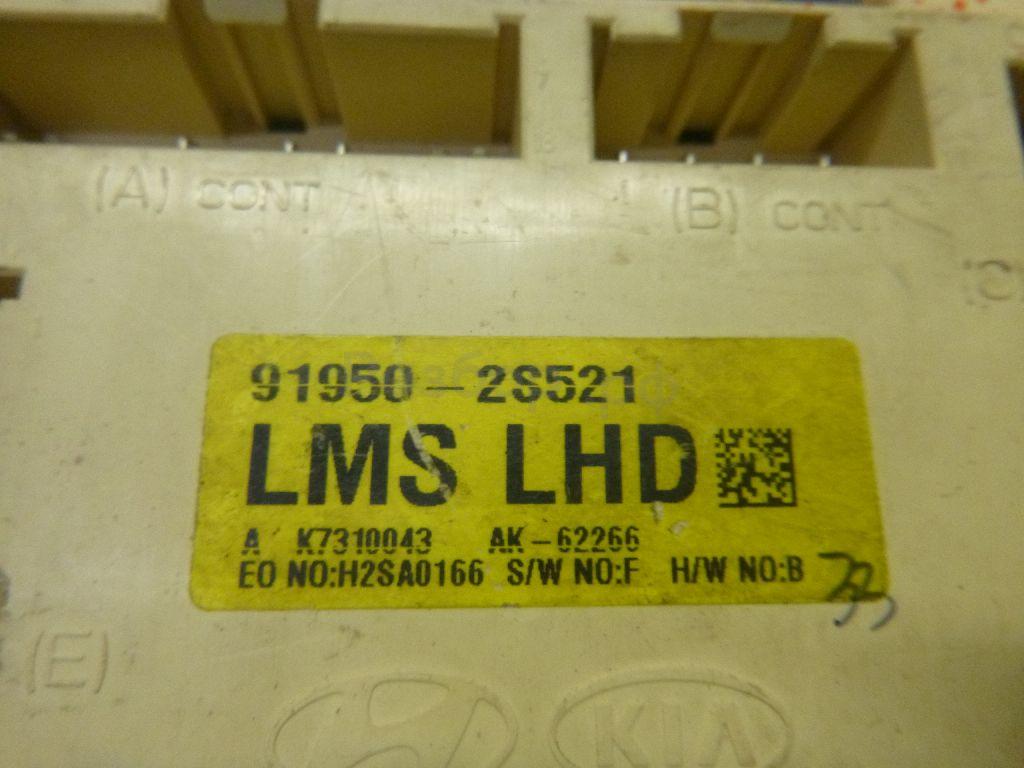 (A) CONT
(B) CONT
91950-2S521
LMS LHD
A K7310043 AK-62266
EO NO:H2SA0166 S/W NO:F H/W NO:B
(E)
KIA